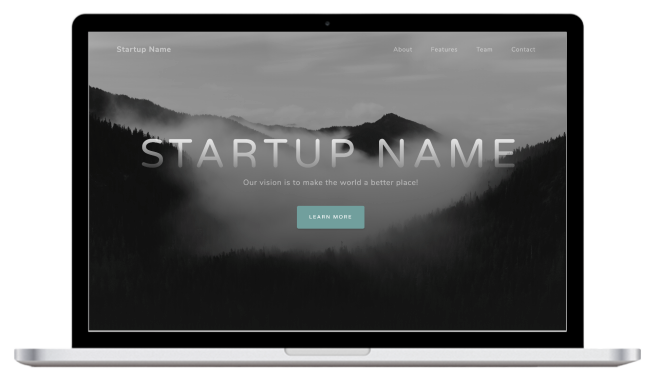 Startup Name
About Features Team Contact
STARTUP NAME
Our vision is to make the world a better place!
LEARN MORE